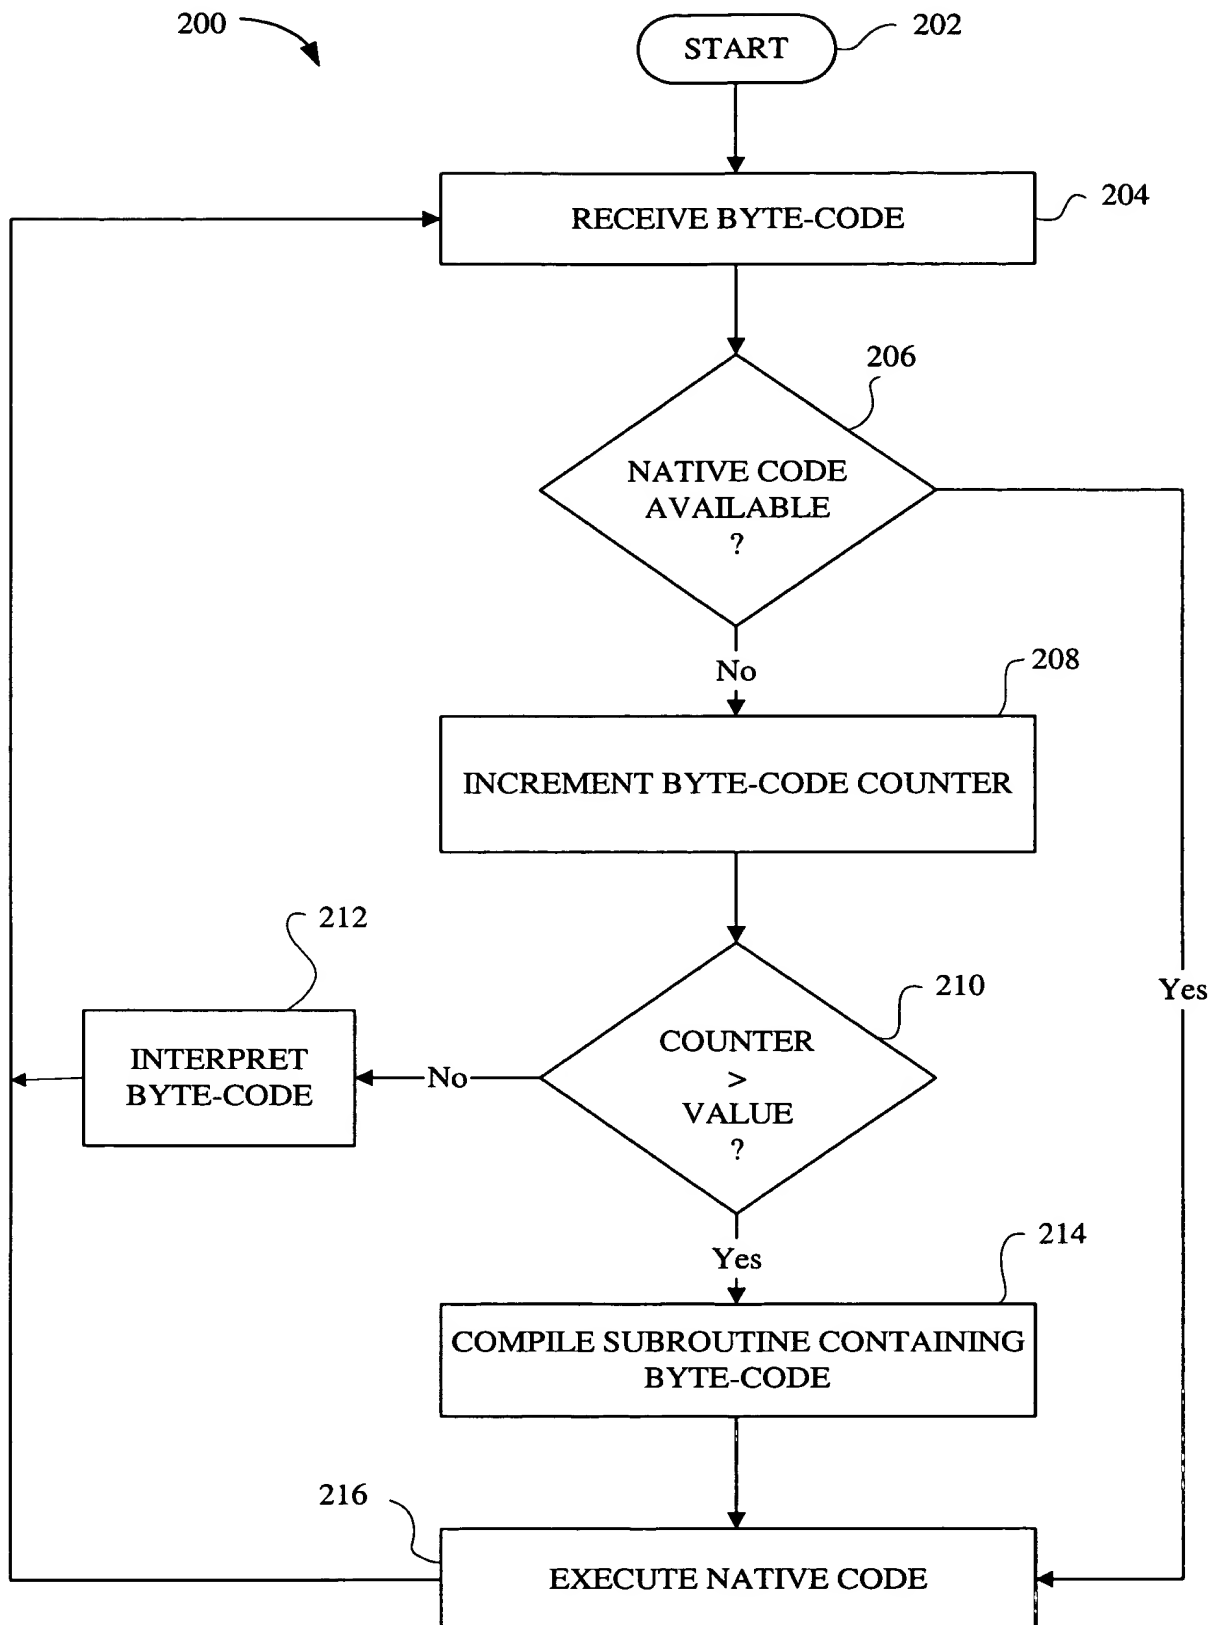 200
START
202
RECEIVE BYTE-CODE
204
206
NATIVE CODE
AVAILABLE
?
No
208
INCREMENT BYTE-CODE COUNTER
212
210
Yes
INTERPRET
BYTE-CODE
No
COUNTER
>
VALUE
?
Yes
214
COMPILE SUBROUTINE CONTAINING
BYTE-CODE
216
EXECUTE NATIVE CODE